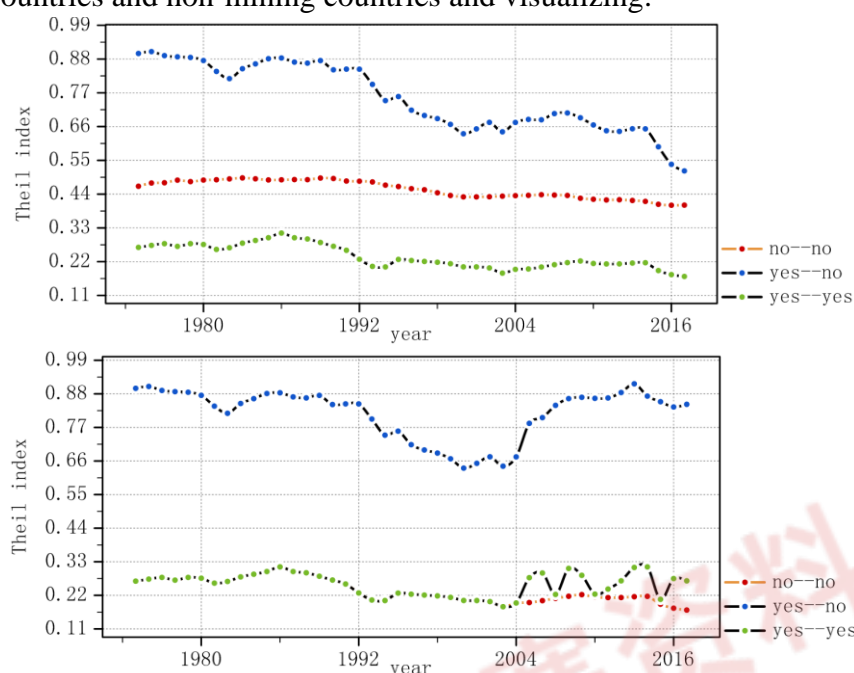 ountries and non-mining countries and visualizing.
0.99
0.88
0.77
0.66
0.55
0.44
0.33
0.22
0.11
Theil index
1980
1992
2004
2016
year
no——no
yes——no
yes——yes
0.99
0.88
0.77
0.66
0.55
0.44
0.33
0.22
0.11
Theil index
1980
1992
2004
2016
year
no——no
yes——no
yes——yes
资料